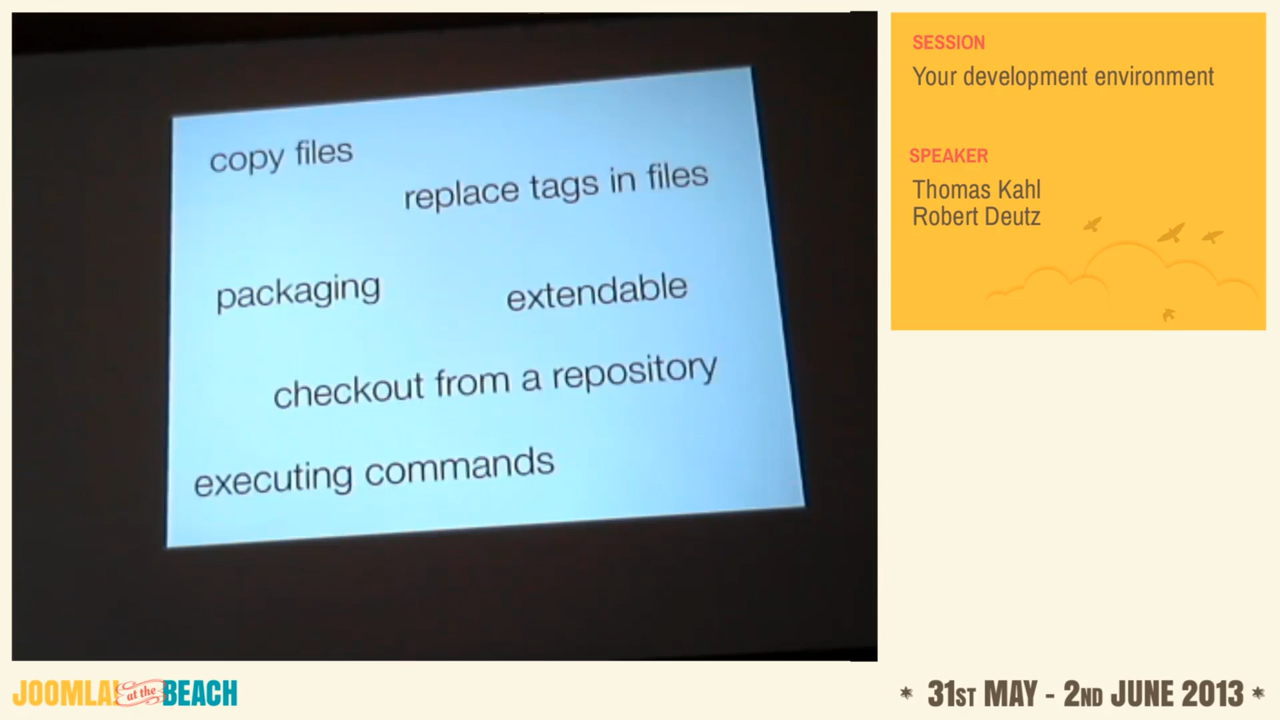 copy files
replace tags in files
packaging
extendable
checkout from a repository
executing commands
SESSION
Your development environment
SPEAKER
Thomas Kahl
Robert Deutz
JOOMLA! at the BEACH
* 31ST MAY - 2ND JUNE 2013 *